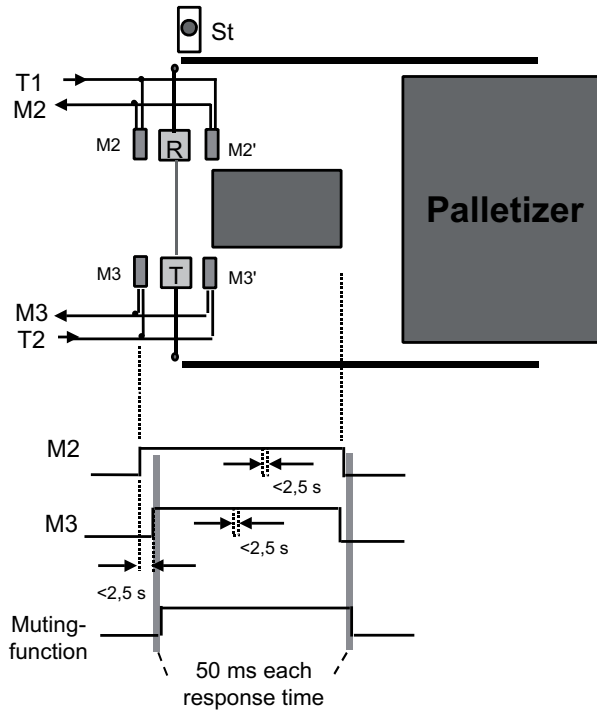 St
T1
M2
M2
R
M2'
Palletizer
M3
T
M3'
M3
T2
M2
<2,5 s
M3
<2,5 s
<2,5 s
Muting-
function
50 ms each
response time